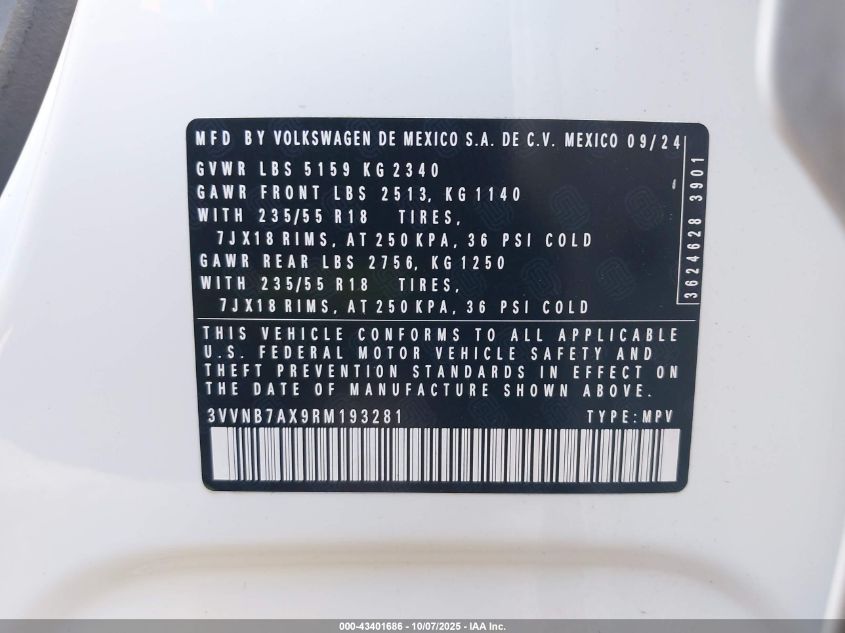 MFD BY VOLKSWAGEN DE MEXICO S.A. DE C.V. MEXICO 09/24
GVWR LBS 5159 KG 2340
GAWR FRONT LBS 2513, KG 1140
WITH 235/55 R18 TIRES,
7JX18 RIMS, AT 250 KPA, 36 PSI COLD
GAWR REAR LBS 2756, KG 1250
WITH 235/55 R18 TIRES,
7JX18 RIMS, AT 250 KPA, 36 PSI COLD
3624628 3901
THIS VEHICLE CONFORMS TO ALL APPLICABLE
U.S. FEDERAL MOTOR VEHICLE SAFETY AND
THEFT PREVENTION STANDARDS IN EFFECT ON
THE DATE OF MANUFACTURE SHOWN ABOVE.
3VVNB7AX9RM193281 TYPE:MPV
000-43401686 - 10/07/2025 - IAA Inc.